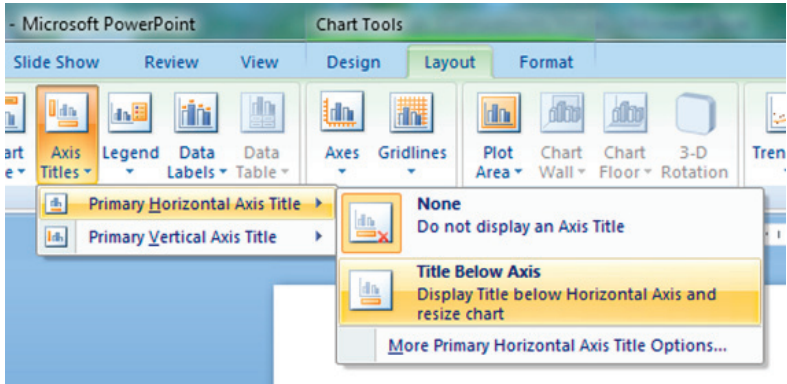 - Microsoft PowerPoint
Chart Tools
Slide Show Review View Design Layout Format
Axis Titles
Legend
Data Labels
Data Table
Axes
Gridlines
Plot Area
Chart Wall
Chart Floor
3-D Rotation
Primary Horizontal Axis Title
Primary Vertical Axis Title
None
Do not display an Axis Title
Title Below Axis
Display Title below Horizontal Axis and
resize chart
More Primary Horizontal Axis Title Options...